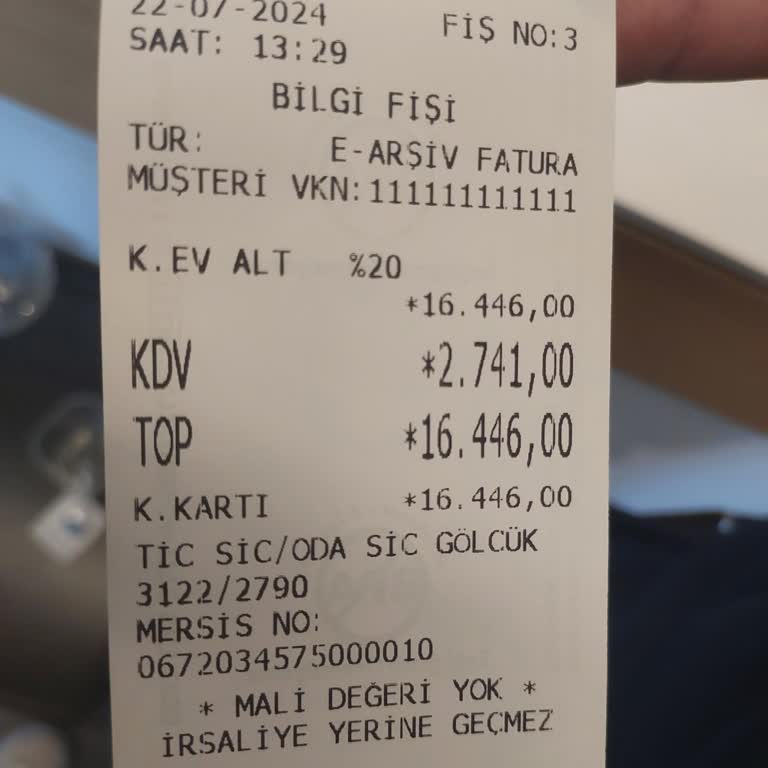 22-07-2024 FİŞ NO:3
SAAT: 13:29
BİLGİ FİŞİ
TÜR: E-ARŞİV FATURA
MÜŞTERİ VKN:111111111111
K.EV ALT %20
*16.446,00
KDV *2.741,00
TOP *16.446,00
K.KARTI *16.446,00
TİC SİC/ODA SİC GÖLCÜK
3122/2790
MERSİS NO:
0672034575000010
* MALİ DEĞERİ YOK *
İRSALİYE YERİNE GEÇMEZ